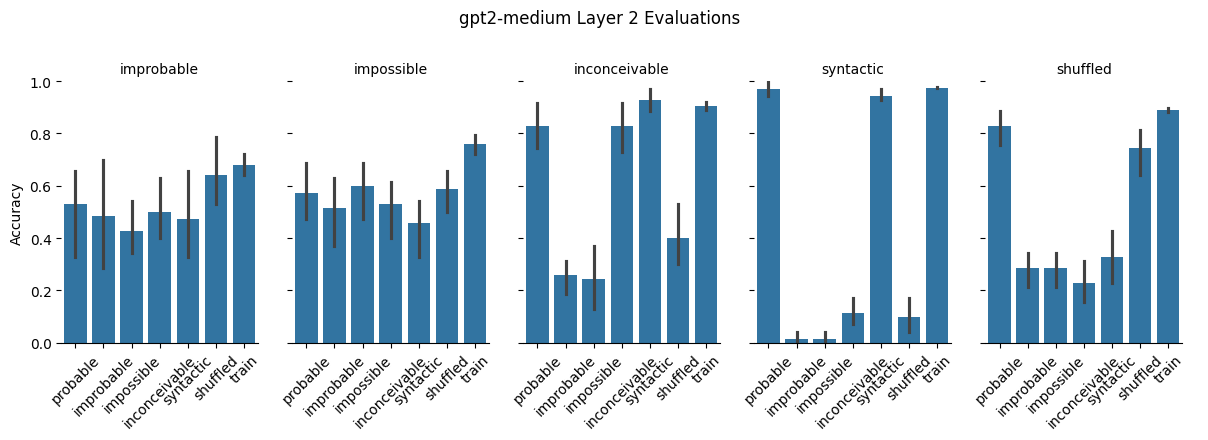 gpt2-medium Layer 2 Evaluations
improbable impossible inconceivable syntactic shuffled
1.0
0.8
0.6
0.4
0.2
0.0
Accuracy
probable improbable impossible inconceivable syntactic shuffled train
probable improbable impossible inconceivable syntactic shuffled train
probable improbable impossible inconceivable syntactic shuffled train
probable improbable impossible inconceivable syntactic shuffled train
probable improbable impossible inconceivable syntactic shuffled train